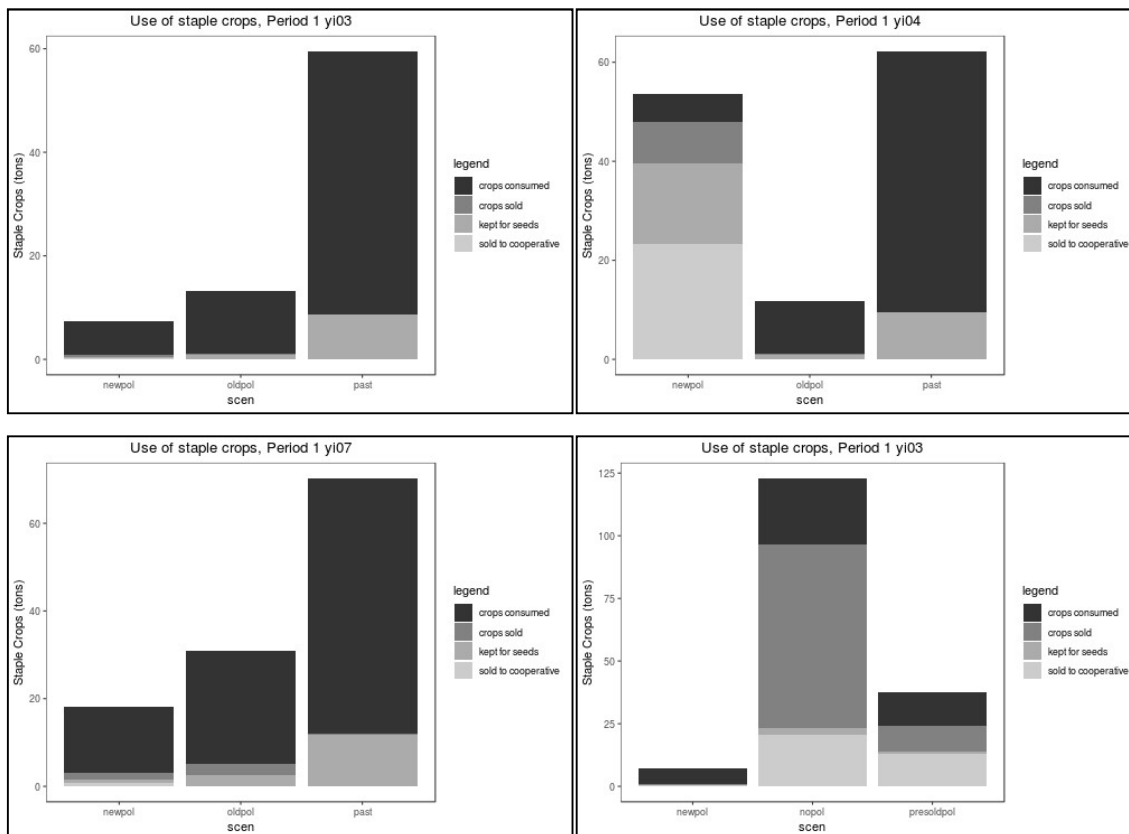 Use of staple crops, Period 1 yi03
60
40
20
0
Staple Crops (tons)
newpol oldpol past
scen
legend
crops consumed
crops sold
kept for seeds
sold to cooperative
Use of staple crops, Period 1 yi04
60
40
20
0
Staple Crops (tons)
newpol oldpol past
scen
legend
crops consumed
crops sold
kept for seeds
sold to cooperative
Use of staple crops, Period 1 yi07
60
40
20
0
Staple Crops (tons)
newpol oldpol past
scen
legend
crops consumed
crops sold
kept for seeds
sold to cooperative
Use of staple crops, Period 1 yi03
125
100
75
50
25
0
Staple Crops (tons)
newpol nopol presoldpol
scen
legend
crops consumed
crops sold
kept for seeds
sold to cooperative